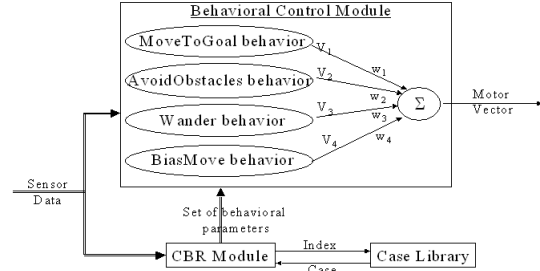 Behavioral Control Module
MoveToGoal behavior
V1
w1
AvoidObstacles behavior
V2
w2
Σ
Motor
Vector
Wander behavior
V3
w3
BiasMove behavior
V4
w4
Sensor
Data
Set of behavioral
parameters
CBR Module
Index
Case Library
Case